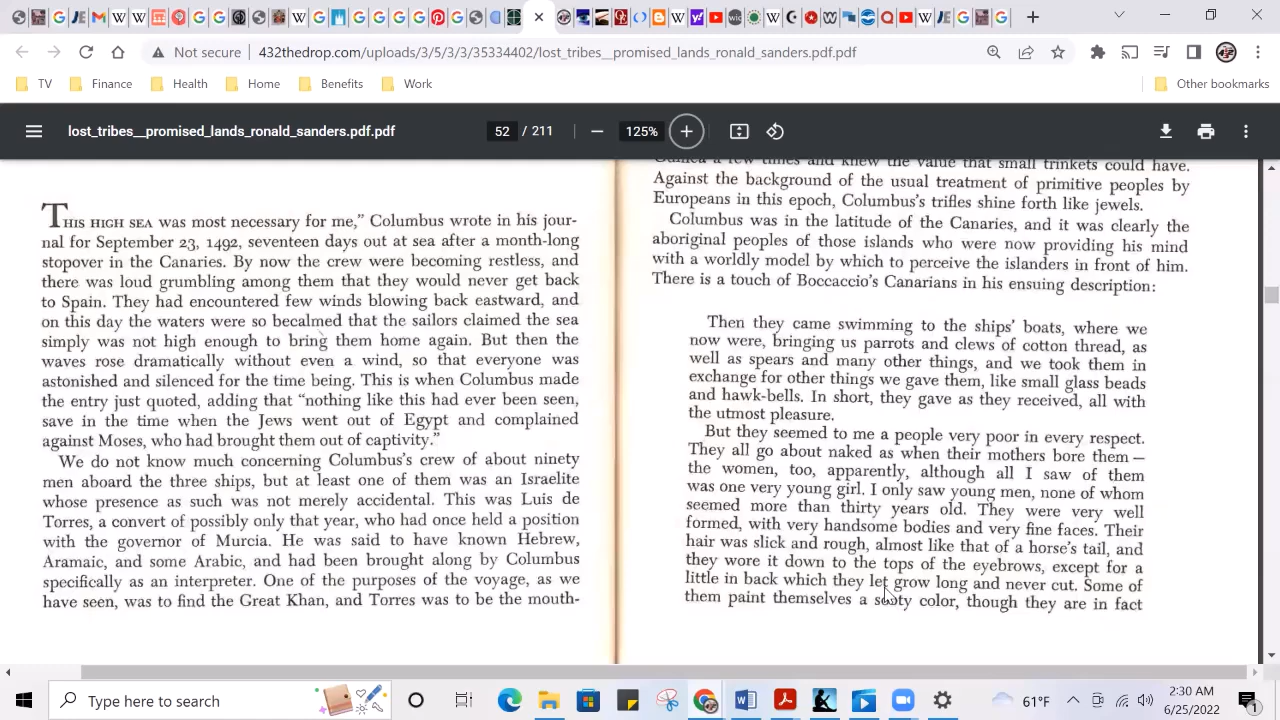 Not secure
432thedrop.com/uploads/3/5/3/3/35334402/lost_tribes__promised_lands_ronald_sanders.pdf.pdf
TV
Finance
Health
Home
Benefits
Work
Other bookmarks
lost_tribes__promised_lands_ronald_sanders.pdf.pdf
52 / 211
125%
THIS HIGH SEA was most necessary for me,” Columbus wrote in his jour-
nal for September 23, 1492, seventeen days out at sea after a month-long
stopover in the Canaries. By now the crew were becoming restless, and
there was loud grumbling among them that they would never get back
to Spain. They had encountered few winds blowing back eastward, and
on this day the waters were so becalmed that the sailors claimed the sea
simply was not high enough to bring them home again. But then the
waves rose dramatically without even a wind, so that everyone was
astonished and silenced for the time being. This is when Columbus made
the entry just quoted, adding that “nothing like this had ever been seen,
save in the time when the Jews went out of Egypt and complained
against Moses, who had brought them out of captivity.”
We do not know much concerning Columbus's crew of about ninety
men aboard the three ships, but at least one of them was an Israelite
whose presence as such was not merely accidental. This was Luis de
Torres, a convert of possibly only that year, who had once held a position
with the governor of Murcia. He was said to have known Hebrew,
Aramaic, and some Arabic, and had been brought along by Columbus
specifically as an interpreter. One of the purposes of the voyage, as we
have seen, was to find the Great Khan, and Torres was to be the mouth-
Guinea a few times and knew the value that small trinkets could have.
Against the background of the usual treatment of primitive peoples by
Europeans in this epoch, Columbus's trifles shine forth like jewels.
Columbus was in the latitude of the Canaries, and it was clearly the
aboriginal peoples of those islands who were now providing his mind
with a worldly model by which to perceive the islanders in front of him.
There is a touch of Boccaccio's Canarians in his ensuing description:
Then they came swimming to the ships' boats, where we
now were, bringing us parrots and clews of cotton thread, as
well as spears and many other things, and we took them in
exchange for other things we gave them, like small glass beads
and hawk-bells. In short, they gave as they received, all with
the utmost pleasure.
But they seemed to me a people very poor in every respect.
They all go about naked as when their mothers bore them—
the women, too, apparently, although all I saw of them
was one very young girl. I only saw young men, none of whom
seemed more than thirty years old. They were very well
formed, with very handsome bodies and very fine faces. Their
hair was slick and rough, almost like that of a horse's tail, and
they wore it down to the tops of the eyebrows, except for a
little in back which they let grow long and never cut. Some of
them paint themselves a sooty color, though they are in fact
Type here to search
61°F
2:30 AM
6/25/2022